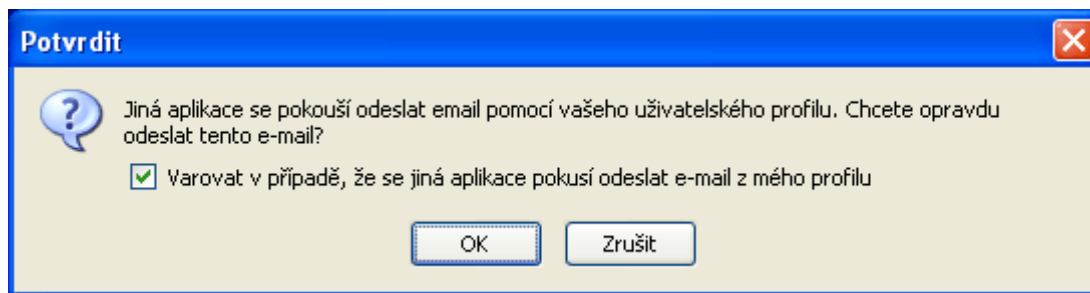 Potvrdit
Jiná aplikace se pokouší odeslat email pomocí vašeho uživatelského profilu. Chcete opravdu
odeslat tento e-mail?
Varovat v případě, že se jiná aplikace pokusí odeslat e-mail z mého profilu
OK
Zrušit